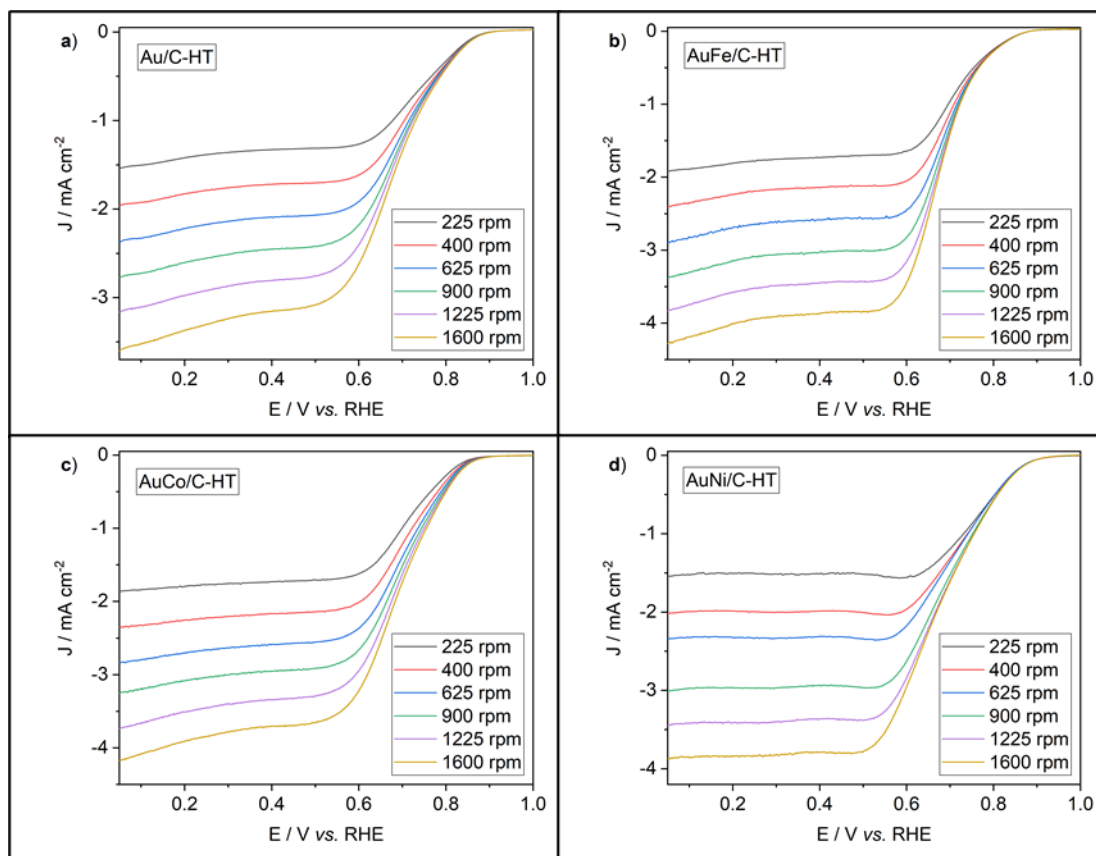 a)
Au/C-HT
0
-1
-2
-3
J / mA cm⁻²
225 rpm
400 rpm
625 rpm
900 rpm
1225 rpm
1600 rpm
0.2 0.4 0.6 0.8 1.0
E / V vs. RHE
b)
AuFe/C-HT
0
-1
-2
-3
-4
J / mA cm⁻²
225 rpm
400 rpm
625 rpm
900 rpm
1225 rpm
1600 rpm
0.2 0.4 0.6 0.8 1.0
E / V vs. RHE
c)
AuCo/C-HT
0
-1
-2
-3
-4
J / mA cm⁻²
225 rpm
400 rpm
625 rpm
900 rpm
1225 rpm
1600 rpm
0.2 0.4 0.6 0.8 1.0
E / V vs. RHE
d)
AuNi/C-HT
0
-1
-2
-3
-4
J / mA cm⁻²
225 rpm
400 rpm
625 rpm
900 rpm
1225 rpm
1600 rpm
0.2 0.4 0.6 0.8 1.0
E / V vs. RHE